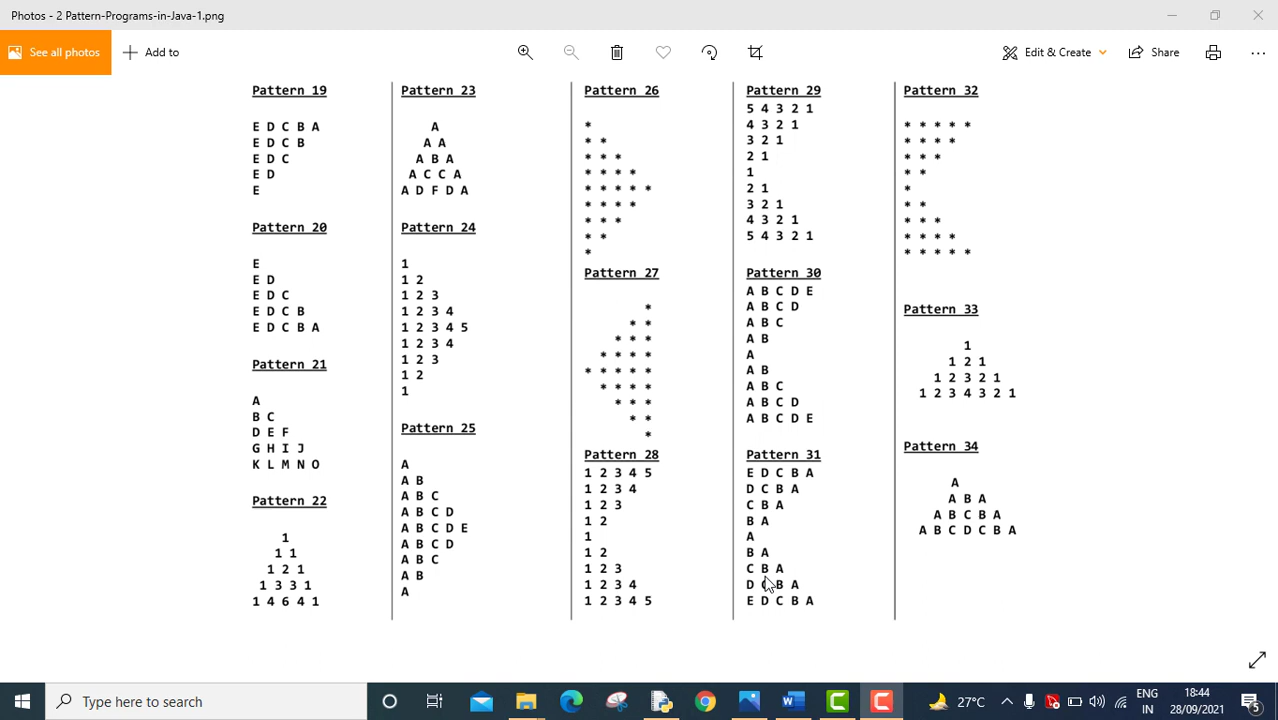 Photos - 2 Pattern-Programs-in-Java-1.png
See all photos
Add to
Edit & Create
Share
Pattern 19
E D C B A
E D C B
E D C
E D
E
Pattern 20
E
E D
E D C
E D C B
E D C B A
Pattern 21
A
B C
D E F
G H I J
K L M N O
Pattern 22
1
1 1
1 2 1
1 3 3 1
1 4 6 4 1
Pattern 23
A
A A
A B A
A C C A
A D F D A
Pattern 24
1
1 2
1 2 3
1 2 3 4
1 2 3 4 5
1 2 3 4
1 2 3
1 2
1
Pattern 25
A
A B
A B C
A B C D
A B C D E
A B C D
A B C
A B
A
Pattern 26
*
* *
* * *
* * * *
* * * * *
* * * *
* * *
* *
*
Pattern 27
*
* *
* * *
* * * *
* * * * *
* * * *
* * *
* *
*
Pattern 28
1 2 3 4 5
1 2 3 4
1 2 3
1 2
1
1 2
1 2 3
1 2 3 4
1 2 3 4 5
Pattern 29
5 4 3 2 1
4 3 2 1
3 2 1
2 1
1
2 1
3 2 1
4 3 2 1
5 4 3 2 1
Pattern 30
A B C D E
A B C D
A B C
A B
A
A B
A B C
A B C D
A B C D E
Pattern 31
E D C B A
D C B A
C B A
B A
A
B A
C B A
D C B A
E D C B A
Pattern 32
* * * * *
* * * *
* * *
* *
*
* *
* * *
* * * *
* * * * *
Pattern 33
1
1 2 1
1 2 3 2 1
1 2 3 4 3 2 1
Pattern 34
A
A B A
A B C B A
A B C D C B A
Type here to search
27°C
ENG
IN
18:44
28/09/2021
5